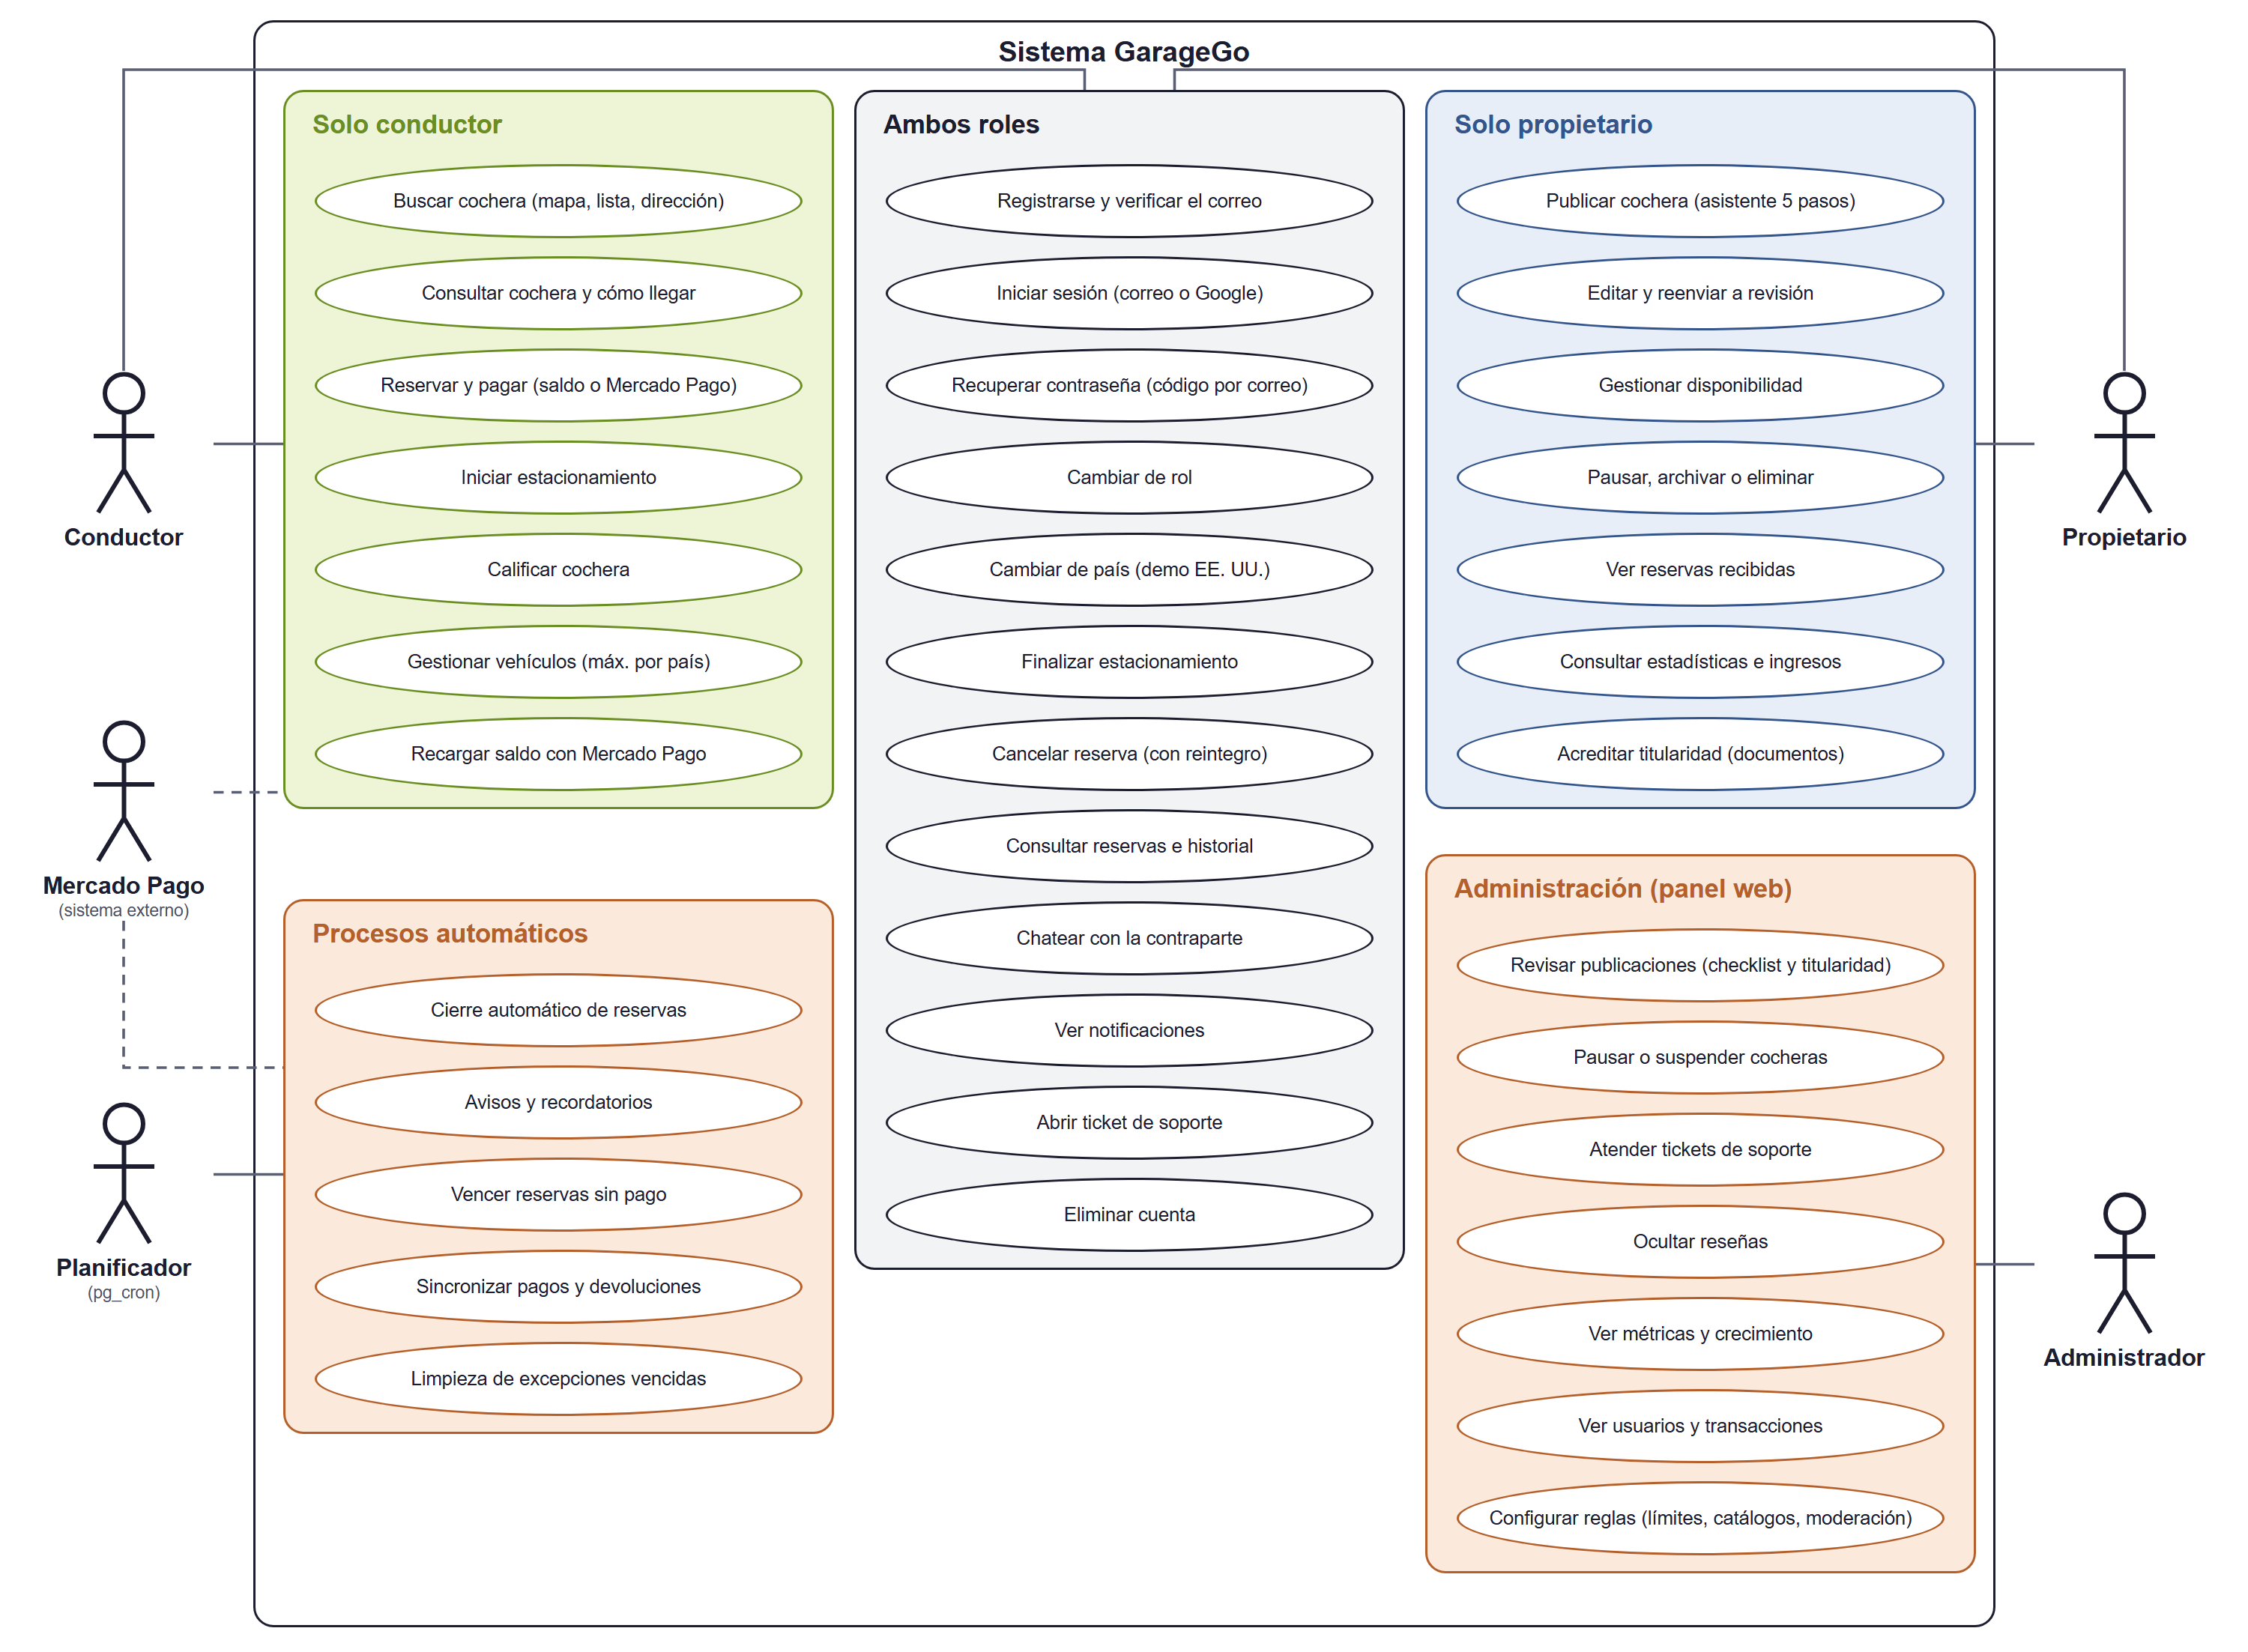 Sistema GarageGo
Solo conductor
Buscar cochera (mapa, lista, dirección)
Consultar cochera y cómo llegar
Reservar y pagar (saldo o Mercado Pago)
Iniciar estacionamiento
Calificar cochera
Gestionar vehículos (máx. por país)
Recargar saldo con Mercado Pago
Ambos roles
Registrarse y verificar el correo
Iniciar sesión (correo o Google)
Recuperar contraseña (código por correo)
Cambiar de rol
Cambiar de país (demo EE. UU.)
Finalizar estacionamiento
Cancelar reserva (con reintegro)
Consultar reservas e historial
Chatear con la contraparte
Ver notificaciones
Abrir ticket de soporte
Eliminar cuenta
Solo propietario
Publicar cochera (asistente 5 pasos)
Editar y reenviar a revisión
Gestionar disponibilidad
Pausar, archivar o eliminar
Ver reservas recibidas
Consultar estadísticas e ingresos
Acreditar titularidad (documentos)
Procesos automáticos
Cierre automático de reservas
Avisos y recordatorios
Vencer reservas sin pago
Sincronizar pagos y devoluciones
Limpieza de excepciones vencidas
Administración (panel web)
Revisar publicaciones (checklist y titularidad)
Pausar o suspender cocheras
Atender tickets de soporte
Ocultar reseñas
Ver métricas y crecimiento
Ver usuarios y transacciones
Configurar reglas (límites, catálogos, moderación)
Conductor
Mercado Pago
(sistema externo)
Planificador
(pg_cron)
Propietario
Administrador